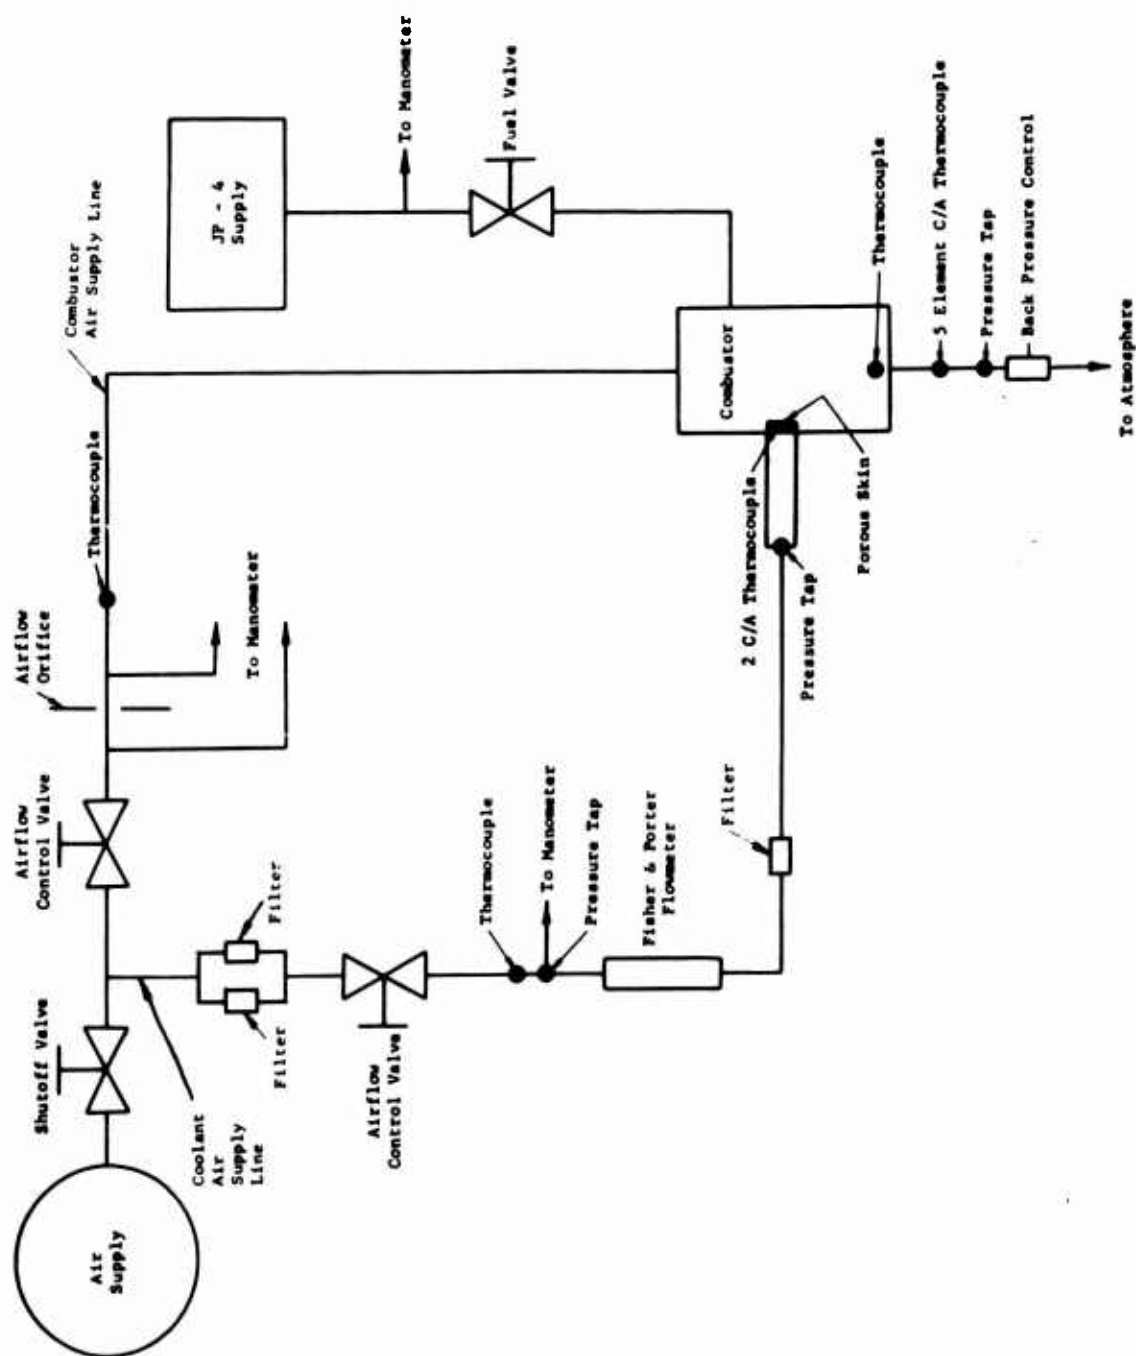 Air
Supply
Shutoff Valve
Coolant
Air
Supply
Line
Filter
Filter
Airflow
Control Valve
Airflow
Control Valve
Airflow
Orifice
To Manometer
Thermocouple
Combustor
Air Supply Line
JP - 4
Supply
To Manometer
Fuel Valve
Thermocouple
To Manometer
Pressure Tap
Fisher & Porter
Flowmeter
Filter
2 C/A Thermocouple
Pressure Tap
Porous Skin
Combustor
Thermocouple
5 Element C/A Thermocouple
Pressure Tap
Back Pressure Control
To Atmosphere